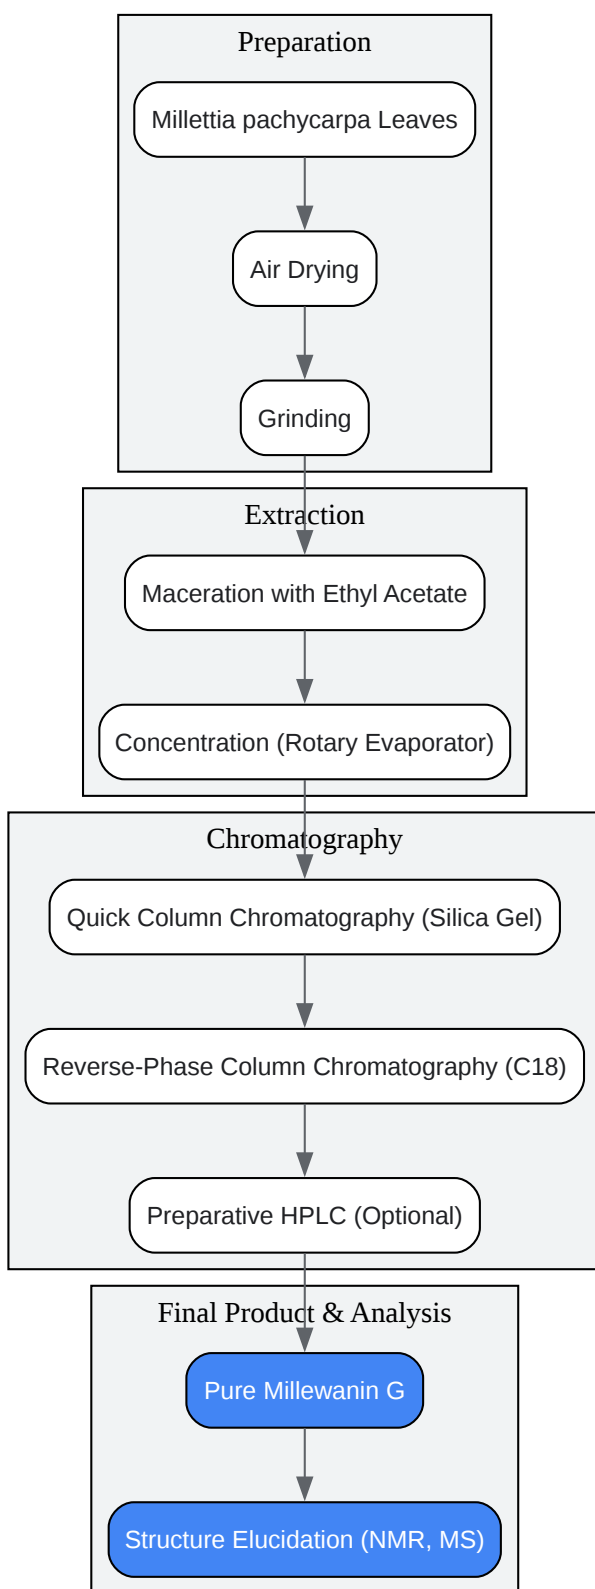 Preparation
Millettia pachycarpa Leaves
Air Drying
Grinding
Extraction
Maceration with Ethyl Acetate
Concentration (Rotary Evaporator)
Chromatography
Quick Column Chromatography (Silica Gel)
Reverse-Phase Column Chromatography (C18)
Preparative HPLC (Optional)
Final Product & Analysis
Pure Millewanin G
Structure Elucidation (NMR, MS)